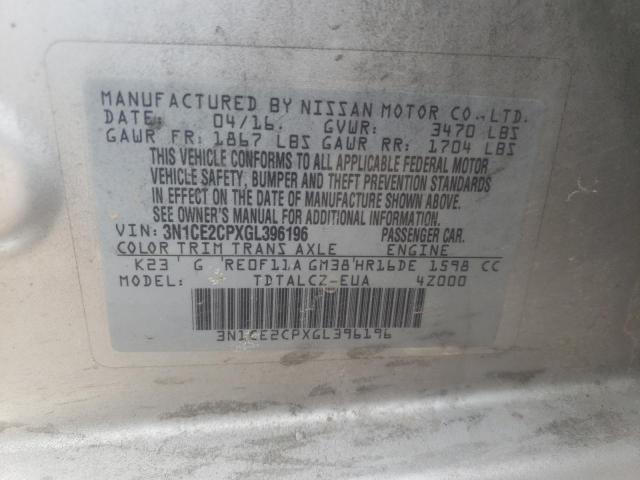 MANUFACTURED BY NISSAN MOTOR CO.,LTD.
DATE: 04/16. GVWR: 3470 LBS
GAWR FR: 1867 LBS GAWR RR: 1704 LBS
THIS VEHICLE CONFORMS TO ALL APPLICABLE FEDERAL MOTOR
VEHICLE SAFETY, BUMPER AND THEFT PREVENTION STANDARDS
IN EFFECT ON THE DATE OF MANUFACTURE SHOWN ABOVE.
SEE OWNER'S MANUAL FOR ADDITIONAL INFORMATION.
VIN: 3N1CE2CPXGL396196 PASSENGER CAR.
COLOR TRIM TRANS AXLE ENGINE
K23 G RE0F11A GM38 HR16DE 1598 CC
MODEL: TDTALCZ-EUA 4Z000
3N1CE2CPXGL396196